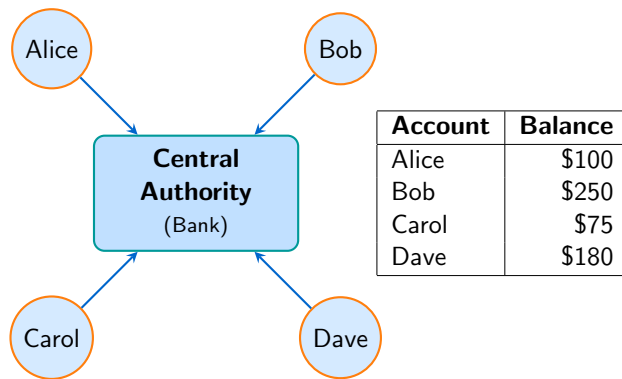 Alice
Bob
Central
Authority
(Bank)
Carol
Dave
Account Balance
Alice $100
Bob $250
Carol $75
Dave $180